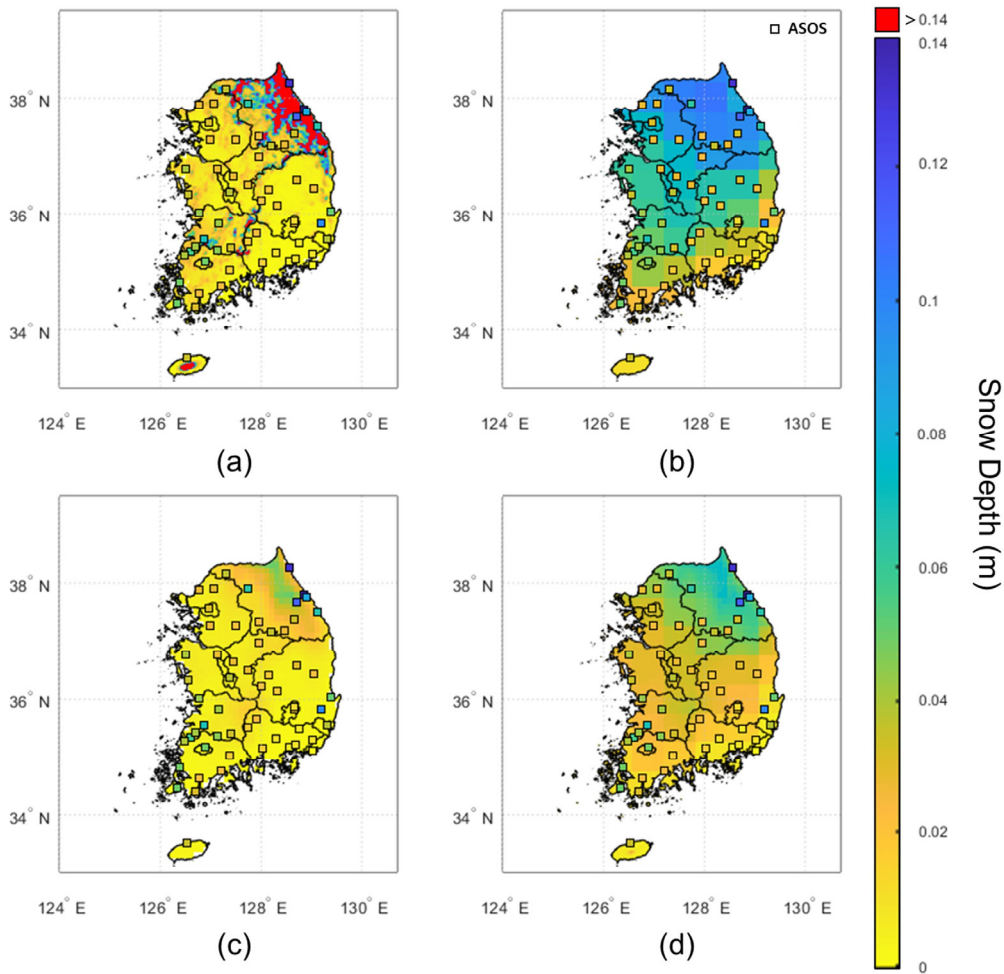 ASOS
38° N
36° N
34° N
124° E
126° E
128° E
130° E
(a)
38° N
36° N
34° N
124° E
126° E
128° E
130° E
(b)
38° N
36° N
34° N
124° E
126° E
128° E
130° E
(c)
38° N
36° N
34° N
124° E
126° E
128° E
130° E
(d)
> 0.14
0.14
0.12
0.1
0.08
0.06
0.04
0.02
0
Snow Depth (m)